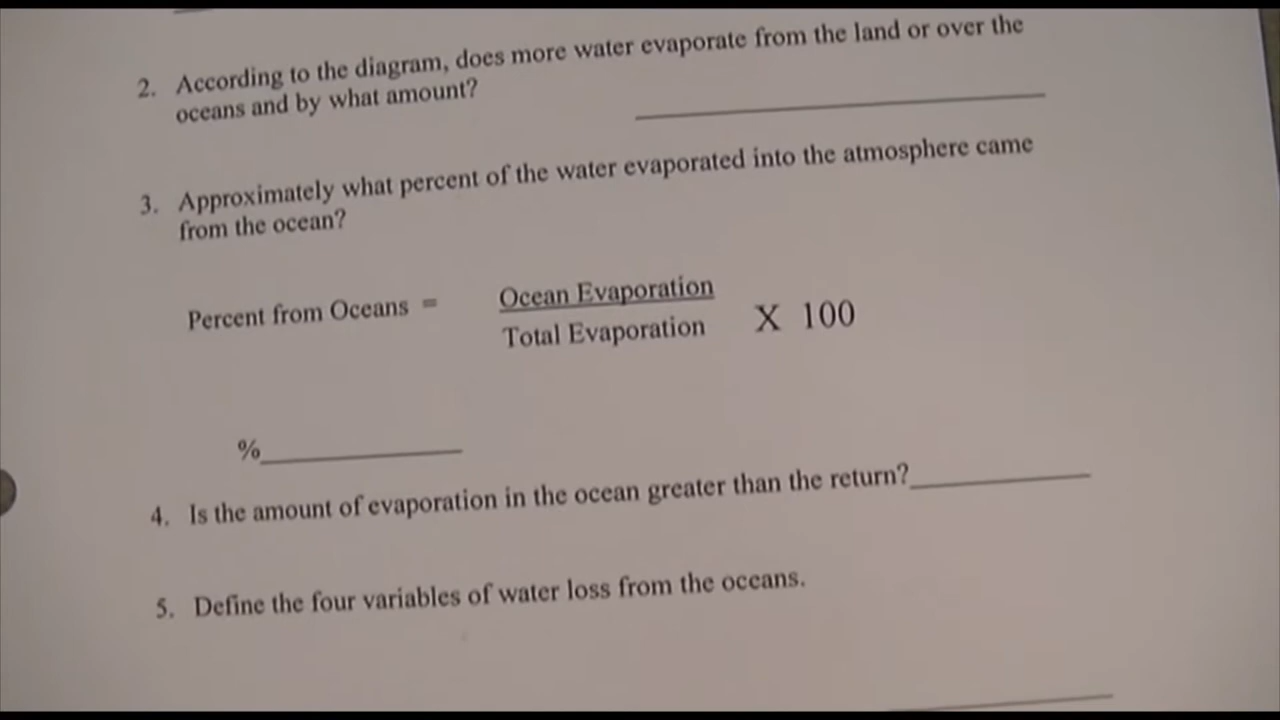 2. According to the diagram, does more water evaporate from the land or over the
oceans and by what amount?
3. Approximately what percent of the water evaporated into the atmosphere came
from the ocean?
Percent from Oceans = Ocean Evaporation
Total Evaporation X 100
%
4. Is the amount of evaporation in the ocean greater than the return?
5. Define the four variables of water loss from the oceans.